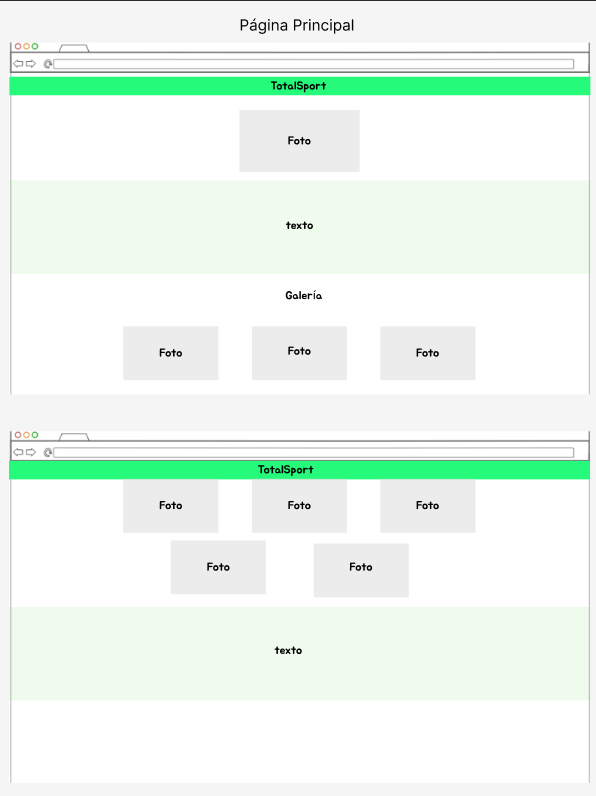 Página Principal
TotalSport
Foto
texto
Galería
Foto Foto Foto
TotalSport
Foto Foto Foto
Foto Foto
texto